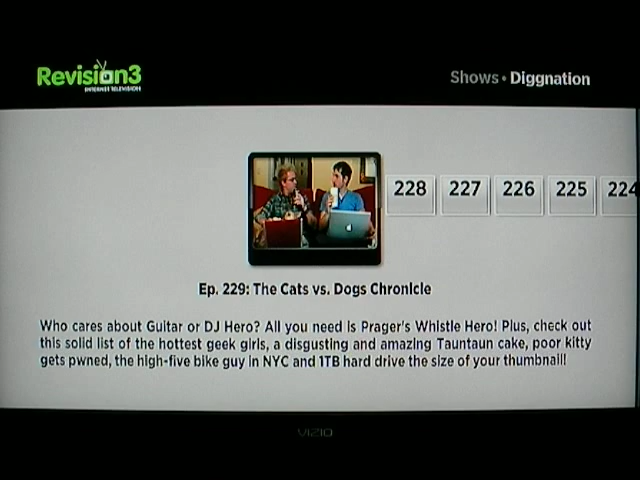 Revision3
INTERNET TELEVISION
Shows • Diggnation
228 227 226 225 224
Ep. 229: The Cats vs. Dogs Chronicle
Who cares about Guitar or DJ Hero? All you need is Prager's Whistle Hero! Plus, check out
this solid list of the hottest geek girls, a disgusting and amazing Tauntaun cake, poor kitty
gets pwned, the high-five bike guy in NYC and 1TB hard drive the size of your thumbnail!
VIZIO